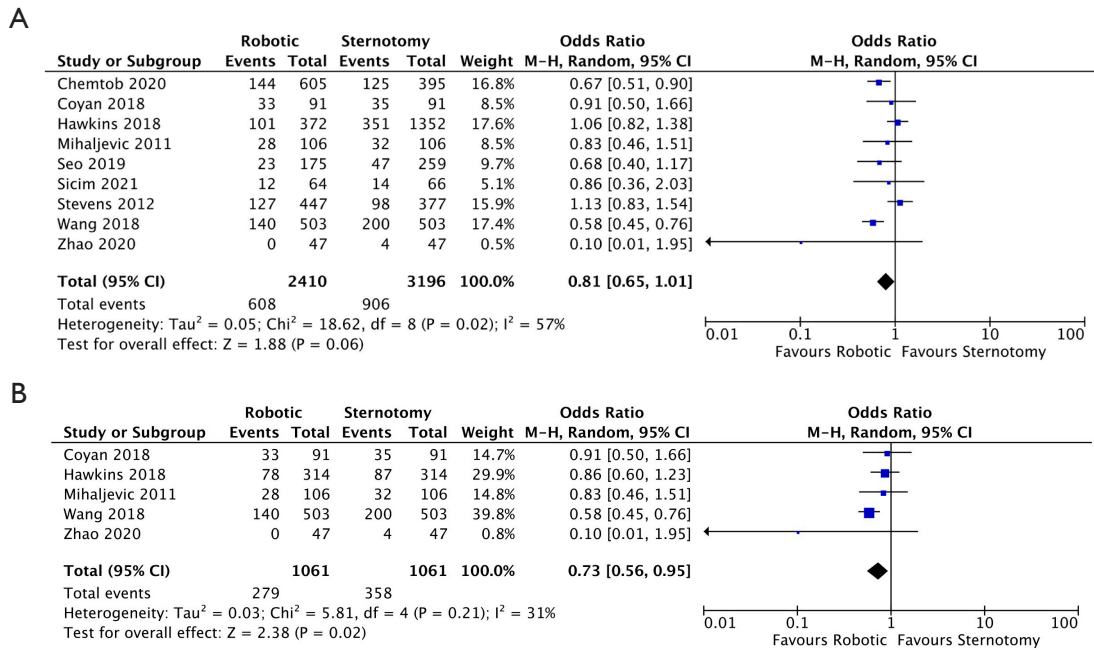 A
Robotic Sternotomy Odds Ratio Odds Ratio
Study or Subgroup Events Total Events Total Weight M-H, Random, 95% CI M-H, Random, 95% CI
Chemtob 2020 144 605 125 395 16.8% 0.67 [0.51, 0.90]
Coyan 2018 33 91 35 91 8.5% 0.91 [0.50, 1.66]
Hawkins 2018 101 372 351 1352 17.6% 1.06 [0.82, 1.38]
Mihaljevic 2011 28 106 32 106 8.5% 0.83 [0.46, 1.51]
Seo 2019 23 175 47 259 9.7% 0.68 [0.40, 1.17]
Sicim 2021 12 64 14 66 5.1% 0.86 [0.36, 2.03]
Stevens 2012 127 447 98 377 15.9% 1.13 [0.83, 1.54]
Wang 2018 140 503 200 503 17.4% 0.58 [0.45, 0.76]
Zhao 2020 0 47 4 47 0.5% 0.10 [0.01, 1.95]
Total (95% CI) 2410 3196 100.0% 0.81 [0.65, 1.01]
Total events 608 906
Heterogeneity: Tau² = 0.05; Chi² = 18.62, df = 8 (P = 0.02); I² = 57%
Test for overall effect: Z = 1.88 (P = 0.06)
0.01 0.1 1 10 100
Favours Robotic Favours Sternotomy
B
Robotic Sternotomy Odds Ratio Odds Ratio
Study or Subgroup Events Total Events Total Weight M-H, Random, 95% CI M-H, Random, 95% CI
Coyan 2018 33 91 35 91 14.7% 0.91 [0.50, 1.66]
Hawkins 2018 78 314 87 314 29.9% 0.86 [0.60, 1.23]
Mihaljevic 2011 28 106 32 106 14.8% 0.83 [0.46, 1.51]
Wang 2018 140 503 200 503 39.8% 0.58 [0.45, 0.76]
Zhao 2020 0 47 4 47 0.8% 0.10 [0.01, 1.95]
Total (95% CI) 1061 1061 100.0% 0.73 [0.56, 0.95]
Total events 279 358
Heterogeneity: Tau² = 0.03; Chi² = 5.81, df = 4 (P = 0.21); I² = 31%
Test for overall effect: Z = 2.38 (P = 0.02)
0.01 0.1 1 10 100
Favours Robotic Favours Sternotomy